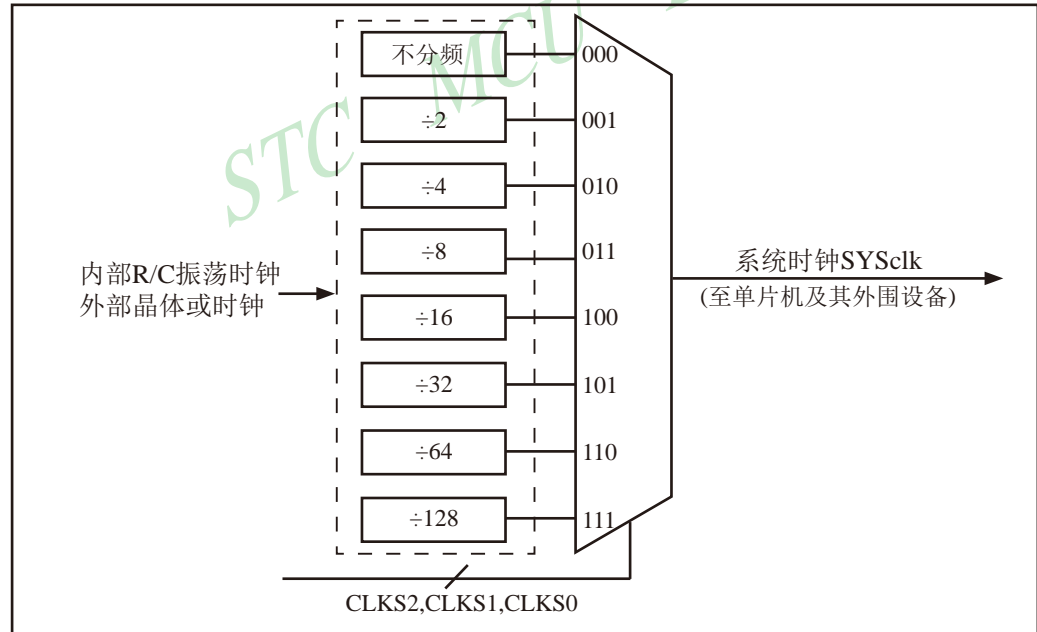 STC MCU
不分频
000
÷2
001
÷4
010
÷8
011
内部R/C振荡时钟
外部晶体或时钟
÷16
100
系统时钟SYSclk
(至单片机及其外围设备)
÷32
101
÷64
110
÷128
111
CLKS2,CLKS1,CLKS0